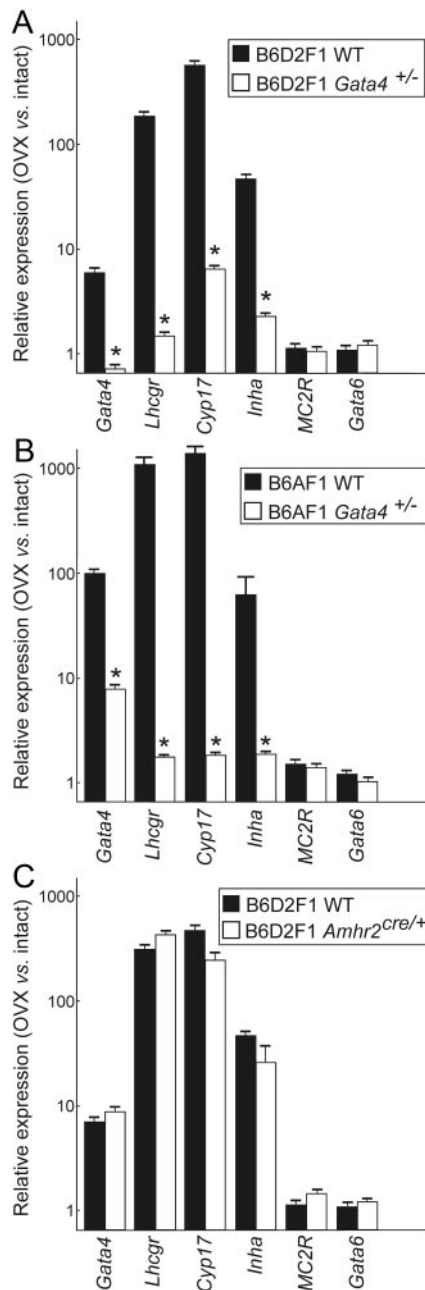 A
Relative expression (OVX vs. intact)
1000
100
10
1
B6D2F1 WT
B6D2F1 Gata4 +/-
*
*
*
*
Gata4
Lhcgr
Cyp17
Inha
MC2R
Gata6
B
Relative expression (OVX vs. intact)
1000
100
10
1
B6AF1 WT
B6AF1 Gata4 +/-
*
*
*
*
Gata4
Lhcgr
Cyp17
Inha
MC2R
Gata6
C
Relative expression (OVX vs. intact)
1000
100
10
1
B6D2F1 WT
B6D2F1 Amhr2cre/+
Gata4
Lhcgr
Cyp17
Inha
MC2R
Gata6